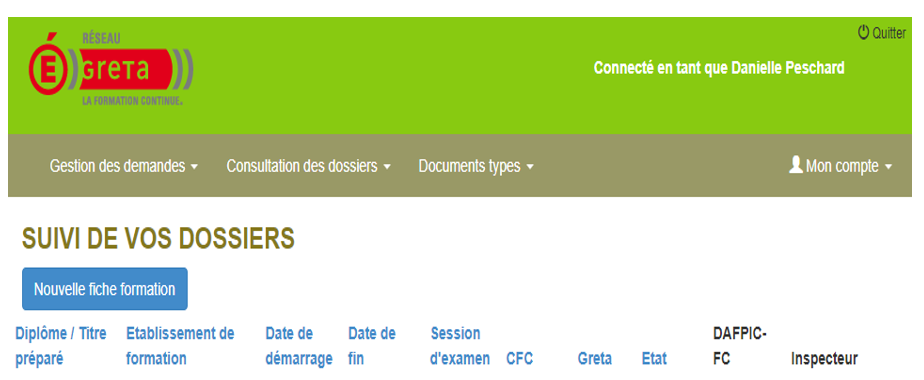 Quitter
RÉSEAU
É GRETA
LA FORMATION CONTINUE.
Connecté en tant que Danielle Peschard
Gestion des demandes Consultation des dossiers Documents types Mon compte
SUIVI DE VOS DOSSIERS
Nouvelle fiche formation
Diplôme / Titre Etablissement de Date de Date de Session DAFPIC-
préparé formation démarrage fin d'examen CFC Greta Etat FC Inspecteur